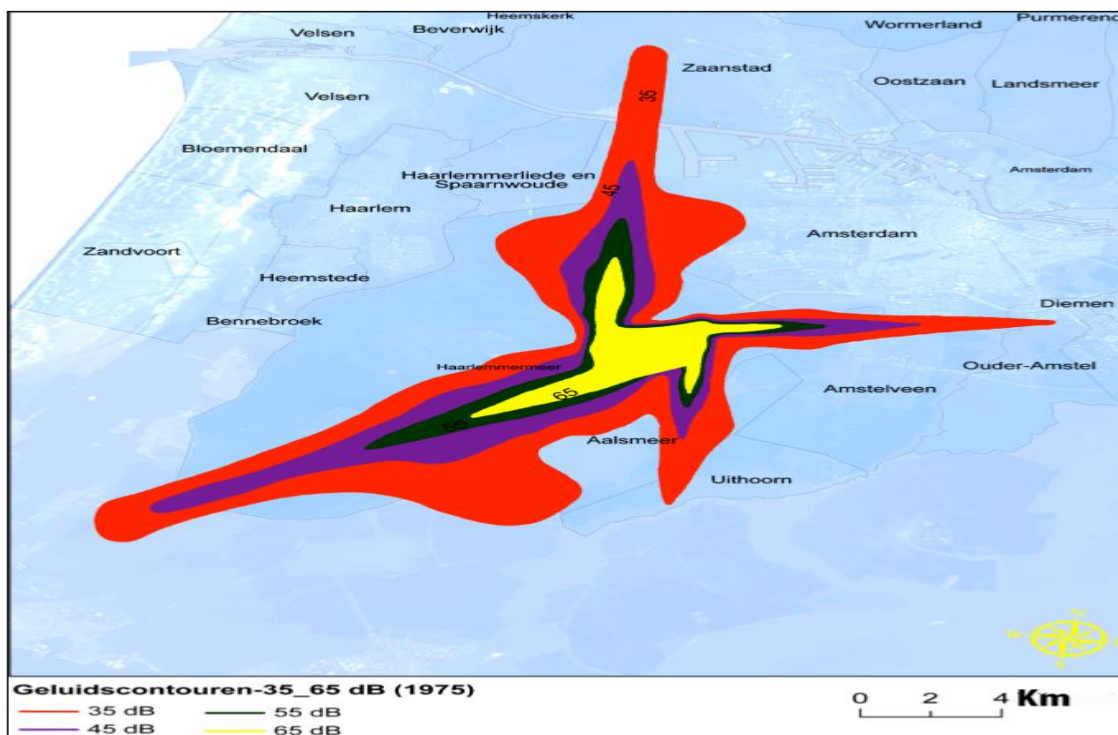 Heemskerk
Wormerland
Purmerend
Velsen
Beverwijk
Zaanstad
Oostzaan
Landsmeer
Velsen
35
Bloemendaal
Haarlemmerliede en
Spaarnwoude
Amsterdam
45
Haarlem
Zandvoort
Amsterdam
Heemstede
Diemen
Bennebroek
Haarlemmermeer
Ouder-Amstel
65
Amstelveen
55
Aalsmeer
Uithoorn
Geluidscontouren-35_65 dB (1975)
35 dB
55 dB
45 dB
65 dB
0 2 4 Km